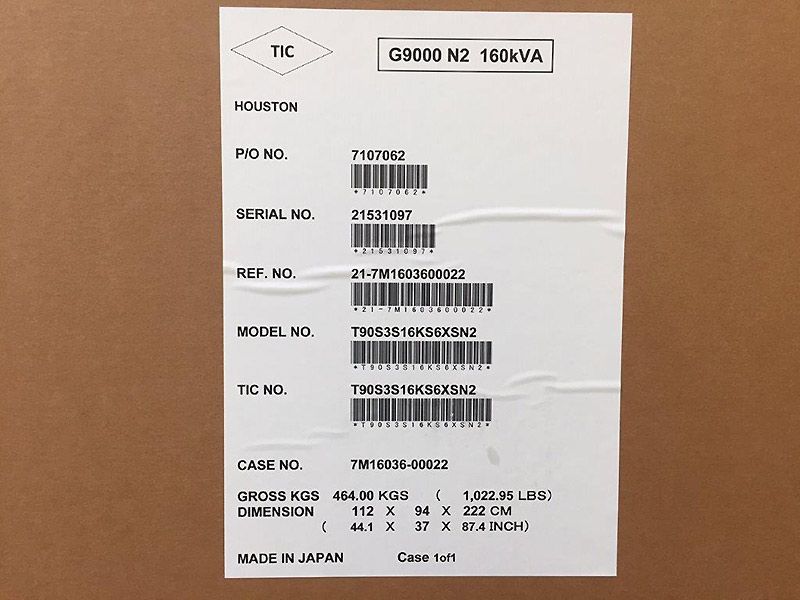 TIC
G9000 N2 160kVA
HOUSTON
P/O NO. 7107062
*7107062*
SERIAL NO. 21531097
*21531097*
REF. NO. 21-7M1603600022
*21-7M1603600022*
MODEL NO. T90S3S16KS6XSN2
*T90S3S16KS6XSN2*
TIC NO. T90S3S16KS6XSN2
*T90S3S16KS6XSN2*
CASE NO. 7M16036-00022
GROSS KGS 464.00 KGS ( 1,022.95 LBS)
DIMENSION 112 X 94 X 222 CM
( 44.1 X 37 X 87.4 INCH)
MADE IN JAPAN Case 1of1